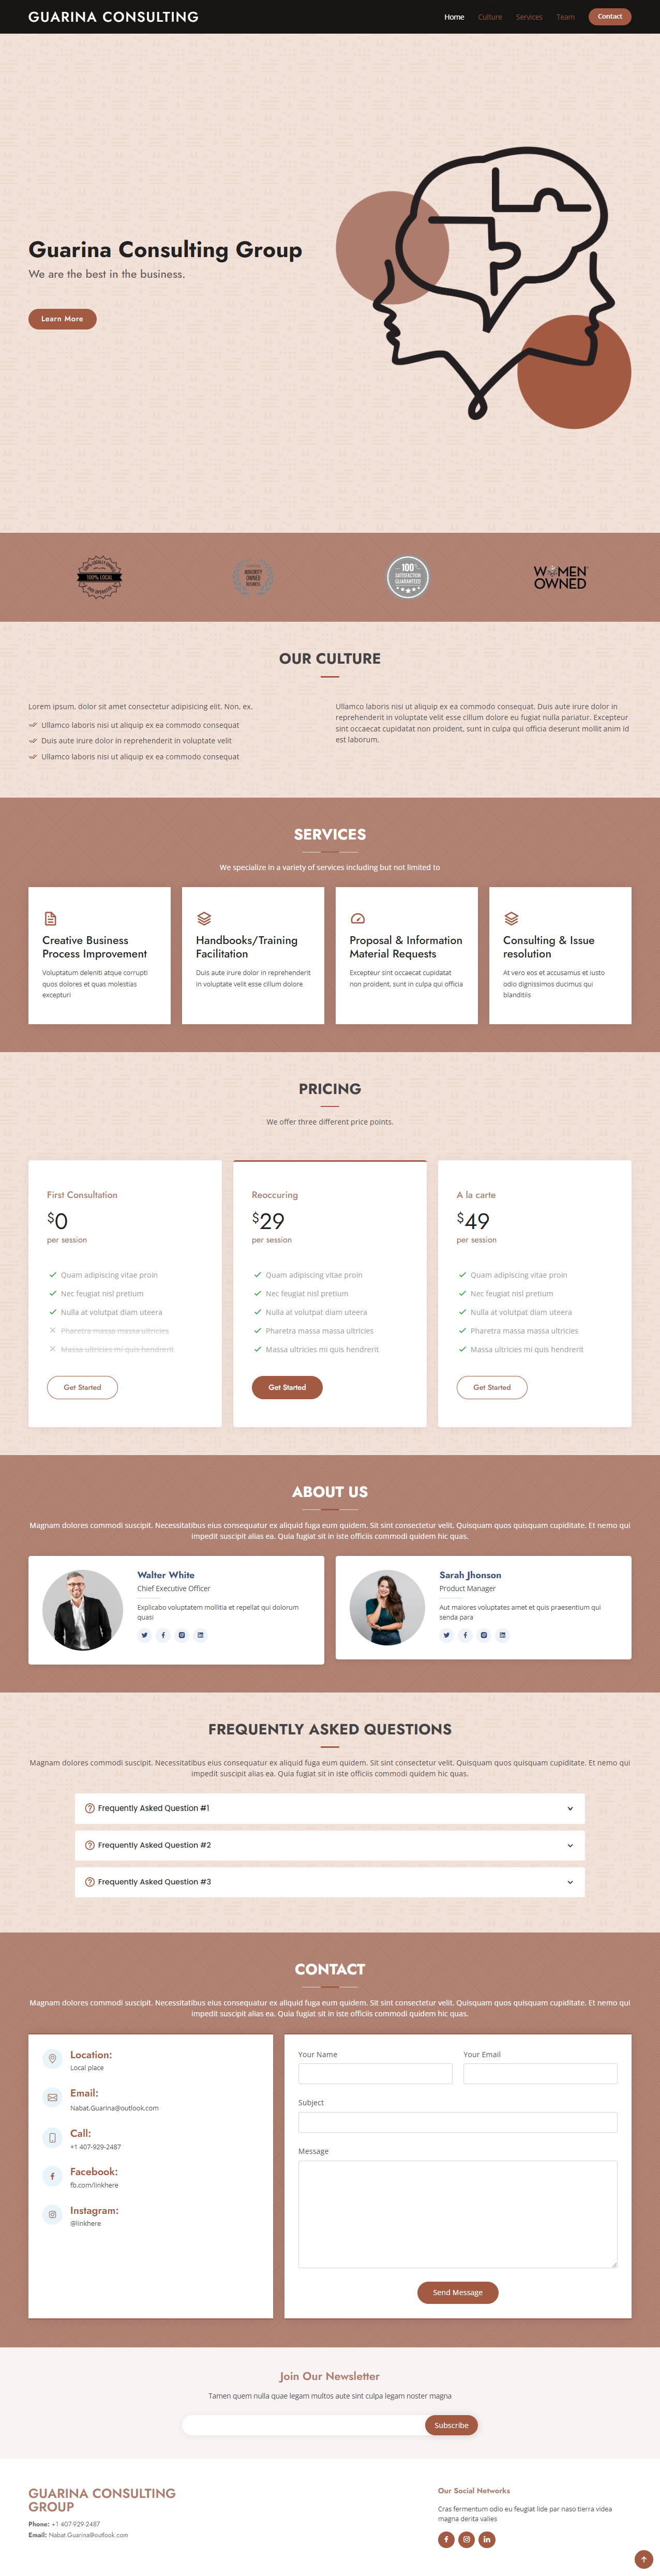 GUARINA CONSULTING
Home Culture Services Team Contact
Guarina Consulting Group
We are the best in the business.
Learn More
100% LOCAL
MINORITY
OWNED
BUSINESS
100%
SATISFACTION
GUARANTEED
WOMEN
OWNED
OUR CULTURE
Lorem ipsum, dolor sit amet consectetur adipisicing elit. Non, ex.
Ullamco laboris nisi ut aliquip ex ea commodo consequat
Duis aute irure dolor in reprehenderit in voluptate velit
Ullamco laboris nisi ut aliquip ex ea commodo consequat
Ullamco laboris nisi ut aliquip ex ea commodo consequat. Duis aute irure dolor in
reprehenderit in voluptate velit esse cillum dolore eu fugiat nulla pariatur. Excepteur
sint occaecat cupidatat non proident, sunt in culpa qui officia deserunt mollit anim id
est laborum.
SERVICES
We specialize in a variety of services including but not limited to
Creative Business
Process Improvement
Voluptatum deleniti atque corrupti
quos dolores et quas molestias
excepturi
Handbooks/Training
Facilitation
Duis aute irure dolor in reprehenderit
in voluptate velit esse cillum dolore
Proposal & Information
Material Requests
Excepteur sint occaecat cupidatat
non proident, sunt in culpa qui officia
Consulting & Issue
resolution
At vero eos et accusamus et iusto
odio dignissimos ducimus qui
blanditiis
PRICING
We offer three different price points.
First Consultation
$0
per session
Quam adipiscing vitae proin
Nec feugiat nisl pretium
Nulla at volutpat diam uteera
Pharetra massa massa ultricies
Massa ultricies mi quis hendrerit
Get Started
Reoccuring
$29
per session
Quam adipiscing vitae proin
Nec feugiat nisl pretium
Nulla at volutpat diam uteera
Pharetra massa massa ultricies
Massa ultricies mi quis hendrerit
Get Started
A la carte
$49
per session
Quam adipiscing vitae proin
Nec feugiat nisl pretium
Nulla at volutpat diam uteera
Pharetra massa massa ultricies
Massa ultricies mi quis hendrerit
Get Started
ABOUT US
Magnam dolores commodi suscipit. Necessitatibus eius consequatur ex aliquid fuga eum quidem. Sit sint consectetur velit. Quisquam quos quisquam cupiditate. Et nemo qui
impedit suscipit alias ea. Quia fugiat sit in iste officiis commodi quidem hic quas.
Walter White
Chief Executive Officer
Explicabo voluptatem mollitia et repellat qui dolorum
quasi
Sarah Jhonson
Product Manager
Aut maiores voluptates amet et quis praesentium qui
senda para
FREQUENTLY ASKED QUESTIONS
Magnam dolores commodi suscipit. Necessitatibus eius consequatur ex aliquid fuga eum quidem. Sit sint consectetur velit. Quisquam quos quisquam cupiditate. Et nemo qui
impedit suscipit alias ea. Quia fugiat sit in iste officiis commodi quidem hic quas.
Frequently Asked Question #1
Frequently Asked Question #2
Frequently Asked Question #3
CONTACT
Magnam dolores commodi suscipit. Necessitatibus eius consequatur ex aliquid fuga eum quidem. Sit sint consectetur velit. Quisquam quos quisquam cupiditate. Et nemo qui
impedit suscipit alias ea. Quia fugiat sit in iste officiis commodi quidem hic quas.
Location:
Local place
Email:
Nabat.Guarina@outlook.com
Call:
+1 407-929-2487
Facebook:
fb.com/linkhere
Instagram:
@linkhere
Your Name
Your Email
Subject
Message
Send Message
Join Our Newsletter
Tamen quem nulla quae legam multos aute sint culpa legam noster magna
Subscribe
GUARINA CONSULTING
GROUP
Phone: +1 407-929-2487
Email: Nabat.Guarina@outlook.com
Our Social Networks
Cras fermentum odio eu feugiat lide par naso tierra videa
magna derita valies